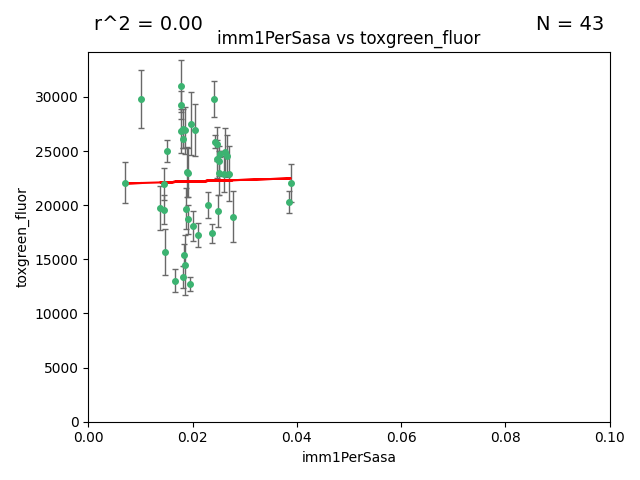 r^2 = 0.00
N = 43
imm1PerSasa vs toxgreen_fluor
30000
25000
20000
15000
10000
5000
0
toxgreen_fluor
0.00 0.02 0.04 0.06 0.08 0.10
imm1PerSasa